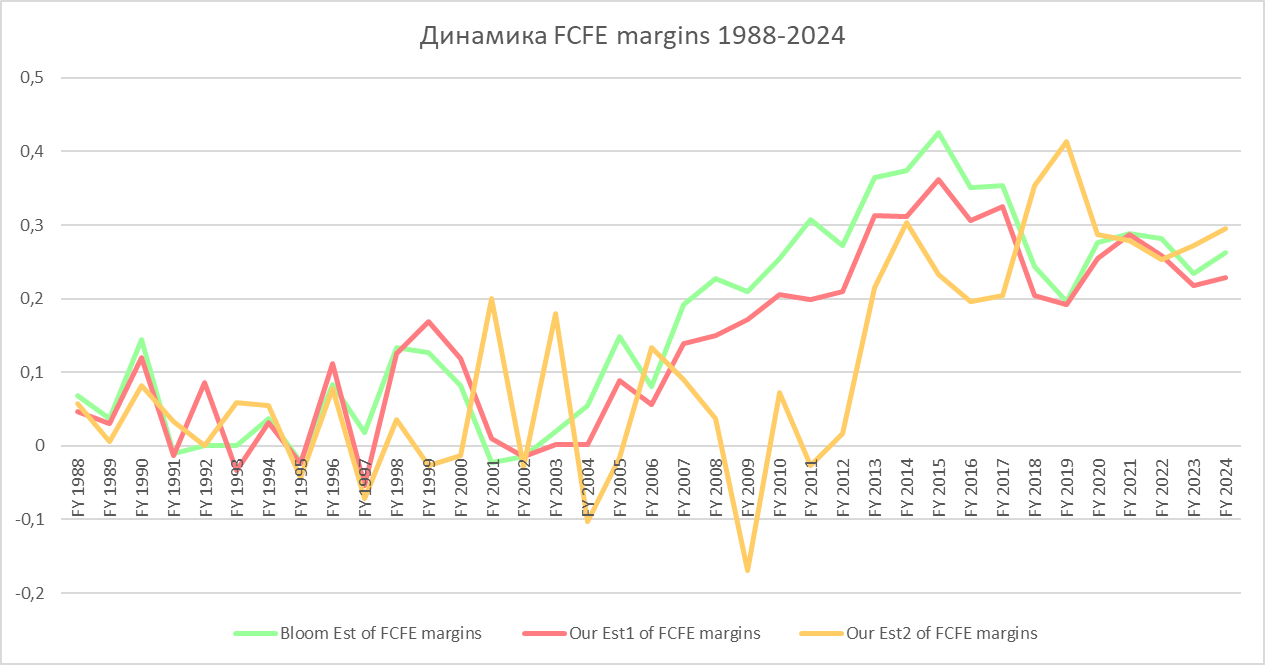 Динамика FCFE margins 1988-2024
0,5
0,4
0,3
0,2
0,1
0
-0,1
-0,2
FY 1988
FY 1989
FY 1990
FY 1991
FY 1992
FY 1993
FY 1994
FY 1995
FY 1996
FY 1997
FY 1998
FY 1999
FY 2000
FY 2001
FY 2002
FY 2003
FY 2004
FY 2005
FY 2006
FY 2007
FY 2008
FY 2009
FY 2010
FY 2011
FY 2012
FY 2013
FY 2014
FY 2015
FY 2016
FY 2017
FY 2018
FY 2019
FY 2020
FY 2021
FY 2022
FY 2023
FY 2024
Bloom Est of FCFE margins
Our Est1 of FCFE margins
Our Est2 of FCFE margins